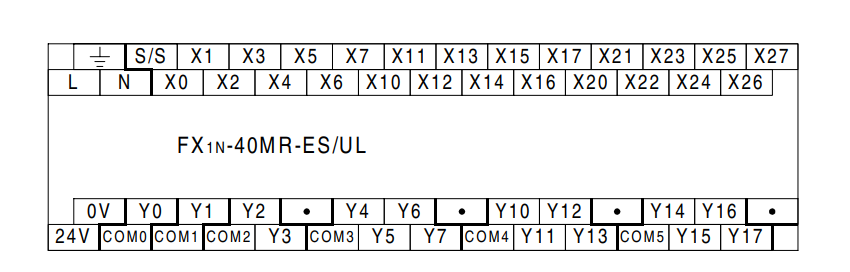 S/S X1 X3 X5 X7 X11 X13 X15 X17 X21 X23 X25 X27
L N X0 X2 X4 X6 X10 X12 X14 X16 X20 X22 X24 X26
FX1N-40MR-ES/UL
0V Y0 Y1 Y2 • Y4 Y6 • Y10 Y12 • Y14 Y16 •
24V COM0 COM1 COM2 Y3 COM3 Y5 Y7 COM4 Y11 Y13 COM5 Y15 Y17